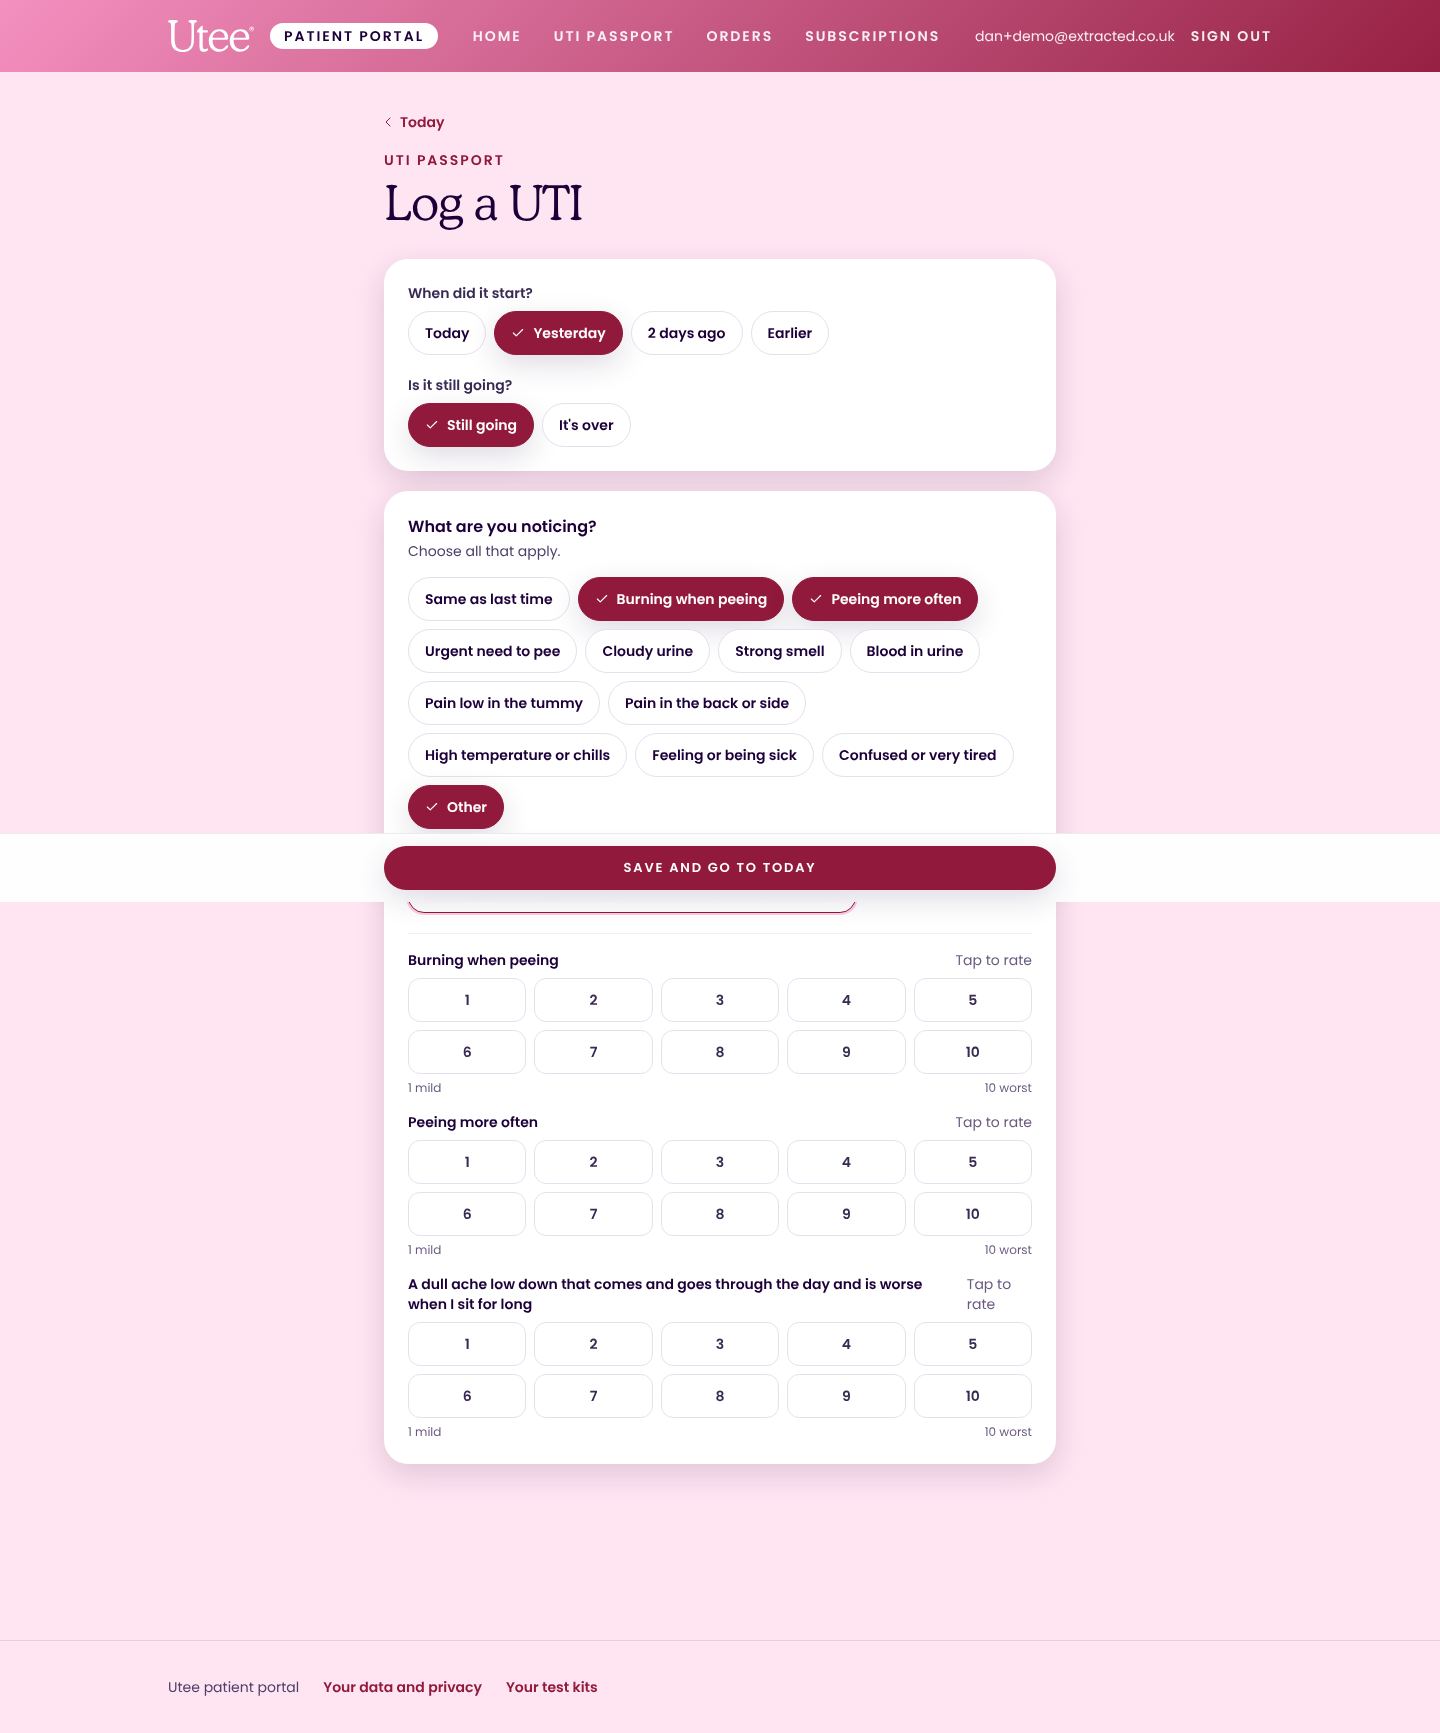 Utee® PATIENT PORTAL HOME UTI PASSPORT ORDERS SUBSCRIPTIONS dan+demo@extracted.co.uk SIGN OUT
Today
UTI PASSPORT
Log a UTI
When did it start?
Today Yesterday 2 days ago Earlier
Is it still going?
Still going It's over
What are you noticing?
Choose all that apply.
Same as last time Burning when peeing Peeing more often
Urgent need to pee Cloudy urine Strong smell Blood in urine
Pain low in the tummy Pain in the back or side
High temperature or chills Feeling or being sick Confused or very tired
Other
SAVE AND GO TO TODAY
Burning when peeing Tap to rate
1 2 3 4 5
6 7 8 9 10
1 mild 10 worst
Peeing more often Tap to rate
1 2 3 4 5
6 7 8 9 10
1 mild 10 worst
A dull ache low down that comes and goes through the day and is worse Tap to
when I sit for long rate
1 2 3 4 5
6 7 8 9 10
1 mild 10 worst
Utee patient portal Your data and privacy Your test kits